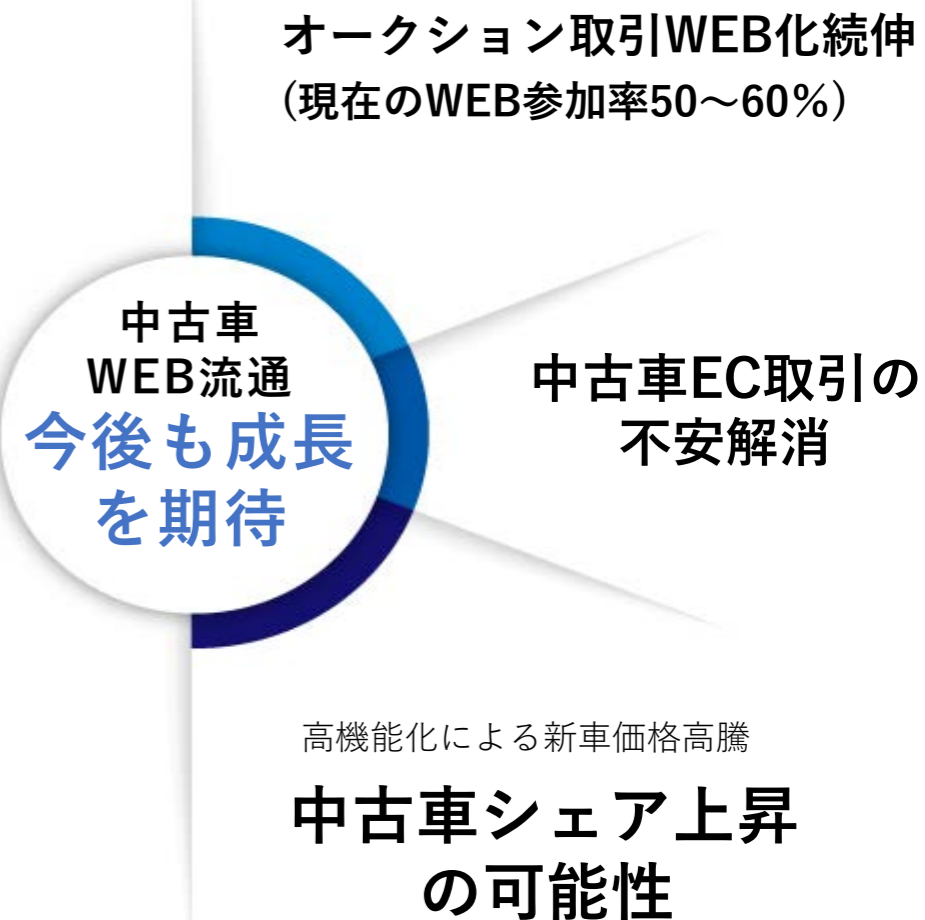 オークション取引WEB化続伸
(現在のWEB参加率50～60%)
中古車
WEB流通
今後も成長
を期待
中古車EC取引の
不安解消
高機能化による新車価格高騰
中古車シェア上昇
の可能性